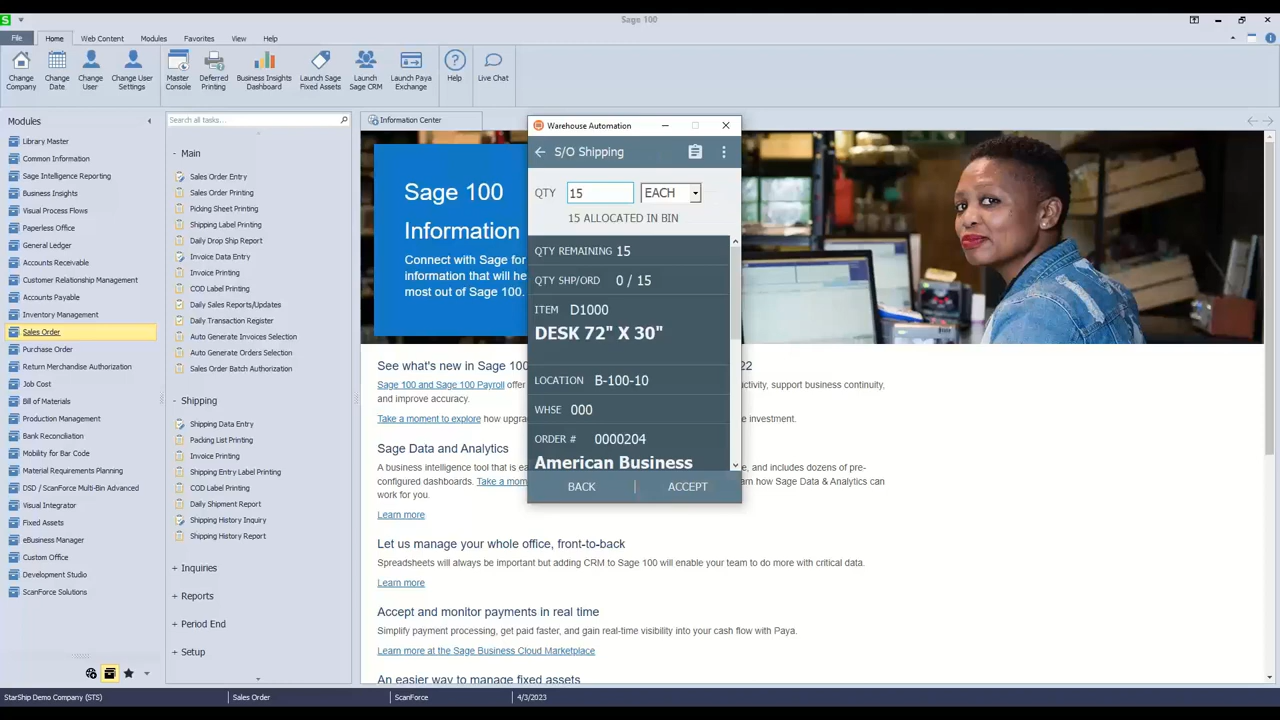 Sage 100
File
Home
Web Content
Modules
Favorites
View
Help
Change Company
Change Date
Change User
Change User Settings
Master Console
Deferred Printing
Business Insights Dashboard
Launch Sage Fixed Assets
Launch Sage CRM
Launch Paya Exchange
Help
Live Chat
Modules
Library Master
Common Information
Sage Intelligence Reporting
Business Insights
Visual Process Flows
Paperless Office
General Ledger
Accounts Receivable
Customer Relationship Management
Accounts Payable
Inventory Management
Sales Order
Purchase Order
Return Merchandise Authorization
Job Cost
Bill of Materials
Production Management
Bank Reconciliation
Mobility for Bar Code
Material Requirements Planning
DSD / ScanForce Multi-Bin Advanced
Visual Integrator
Fixed Assets
eBusiness Manager
Custom Office
Development Studio
ScanForce Solutions
Search all tasks...
Main
Sales Order Entry
Sales Order Printing
Picking Sheet Printing
Shipping Label Printing
Daily Drop Ship Report
Invoice Data Entry
Invoice Printing
COD Label Printing
Daily Sales Reports/Updates
Daily Transaction Register
Auto Generate Invoices Selection
Auto Generate Orders Selection
Sales Order Batch Authorization
Shipping
Shipping Data Entry
Packing List Printing
Invoice Printing
Shipping Entry Label Printing
COD Label Printing
Daily Shipment Report
Shipping History Inquiry
Shipping History Report
Inquiries
Reports
Period End
Setup
Information Center
Sage 100
Information
Connect with Sage for
information that will he
most out of Sage 100.
See what's new in Sage 100
22
Sage 100 and Sage 100 Payroll offer
ctivity, support business continuity,
and improve accuracy.
Take a moment to explore how upgra
e investment.
Sage Data and Analytics
A business intelligence tool that is ea
e, and includes dozens of pre-
configured dashboards. Take a mom
rn how Sage Data & Analytics can
work for you.
Learn more
Let us manage your whole office, front-to-back
Spreadsheets will always be important but adding CRM to Sage 100 will enable your team to do more with critical data.
Learn more
Accept and monitor payments in real time
Simplify payment processing, get paid faster, and gain real-time visibility into your cash flow with Paya.
Learn more at the Sage Business Cloud Marketplace
An easier way to manage fixed assets
Warehouse Automation
S/O Shipping
QTY 15 EACH
15 ALLOCATED IN BIN
QTY REMAINING 15
QTY SHP/ORD 0 / 15
ITEM D1000
DESK 72" X 30"
LOCATION B-100-10
WHSE 000
ORDER # 0000204
American Business
BACK | ACCEPT
StarShip Demo Company (STS)
Sales Order
ScanForce
4/3/2023